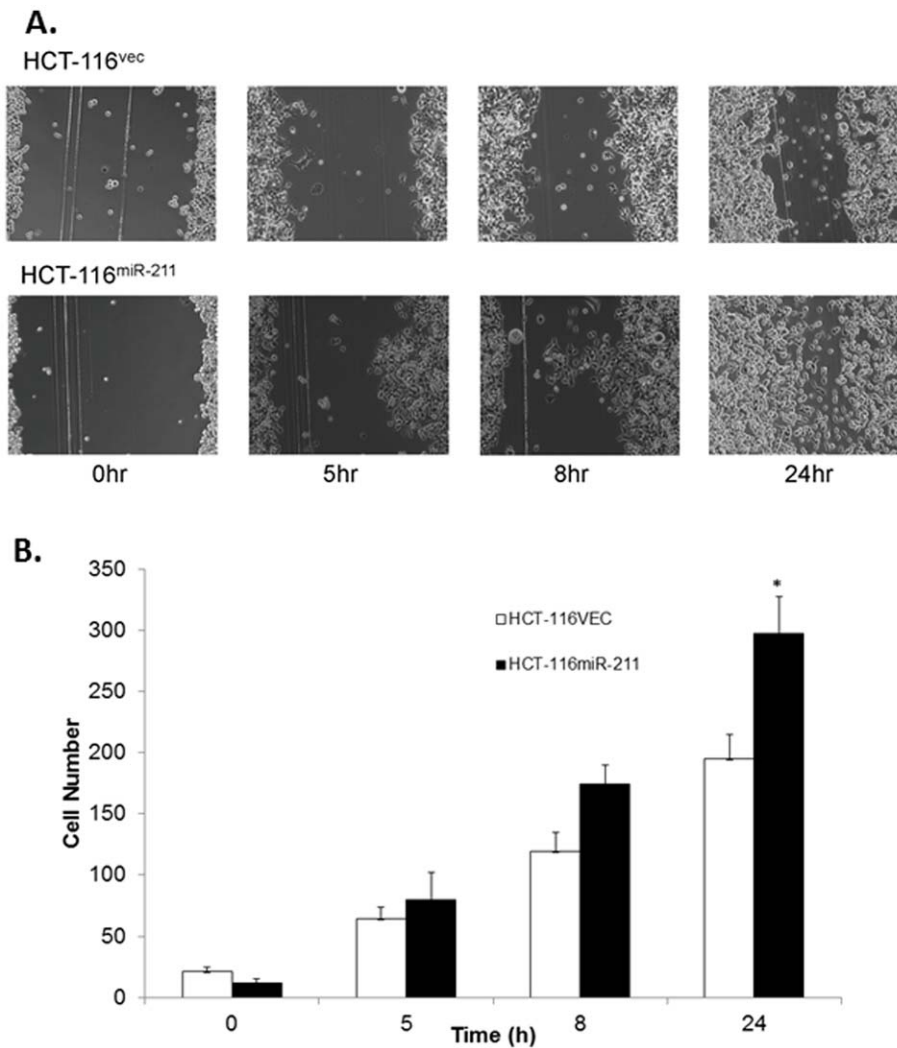 A.
HCT-116vec
HCT-116miR-211
0hr 5hr 8hr 24hr
B.
350
300
250
200
150
100
50
0
Cell Number
HCT-116VEC
HCT-116miR-211
*
0 5 8 24
Time (h)